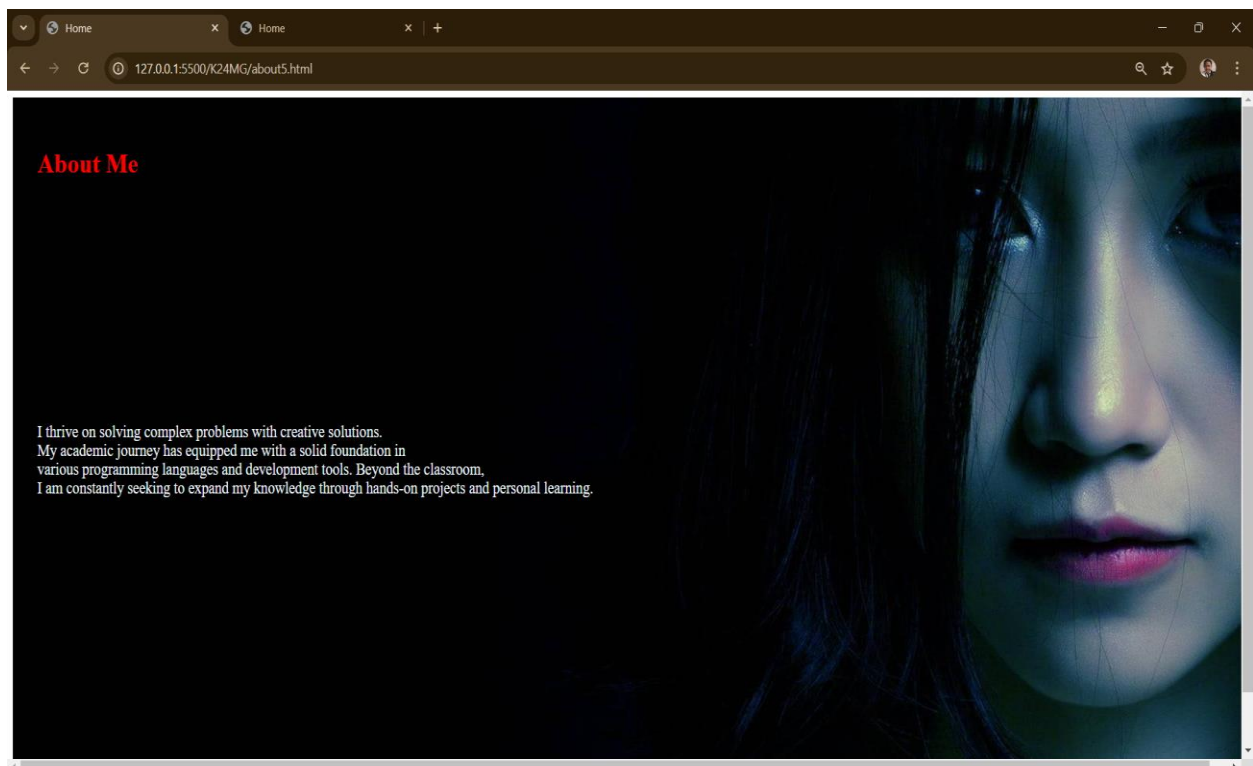 Home
Home
127.0.0.1:5500/K24MG/about5.html
About Me
I thrive on solving complex problems with creative solutions.
My academic journey has equipped me with a solid foundation in
various programming languages and development tools. Beyond the classroom,
I am constantly seeking to expand my knowledge through hands-on projects and personal learning.